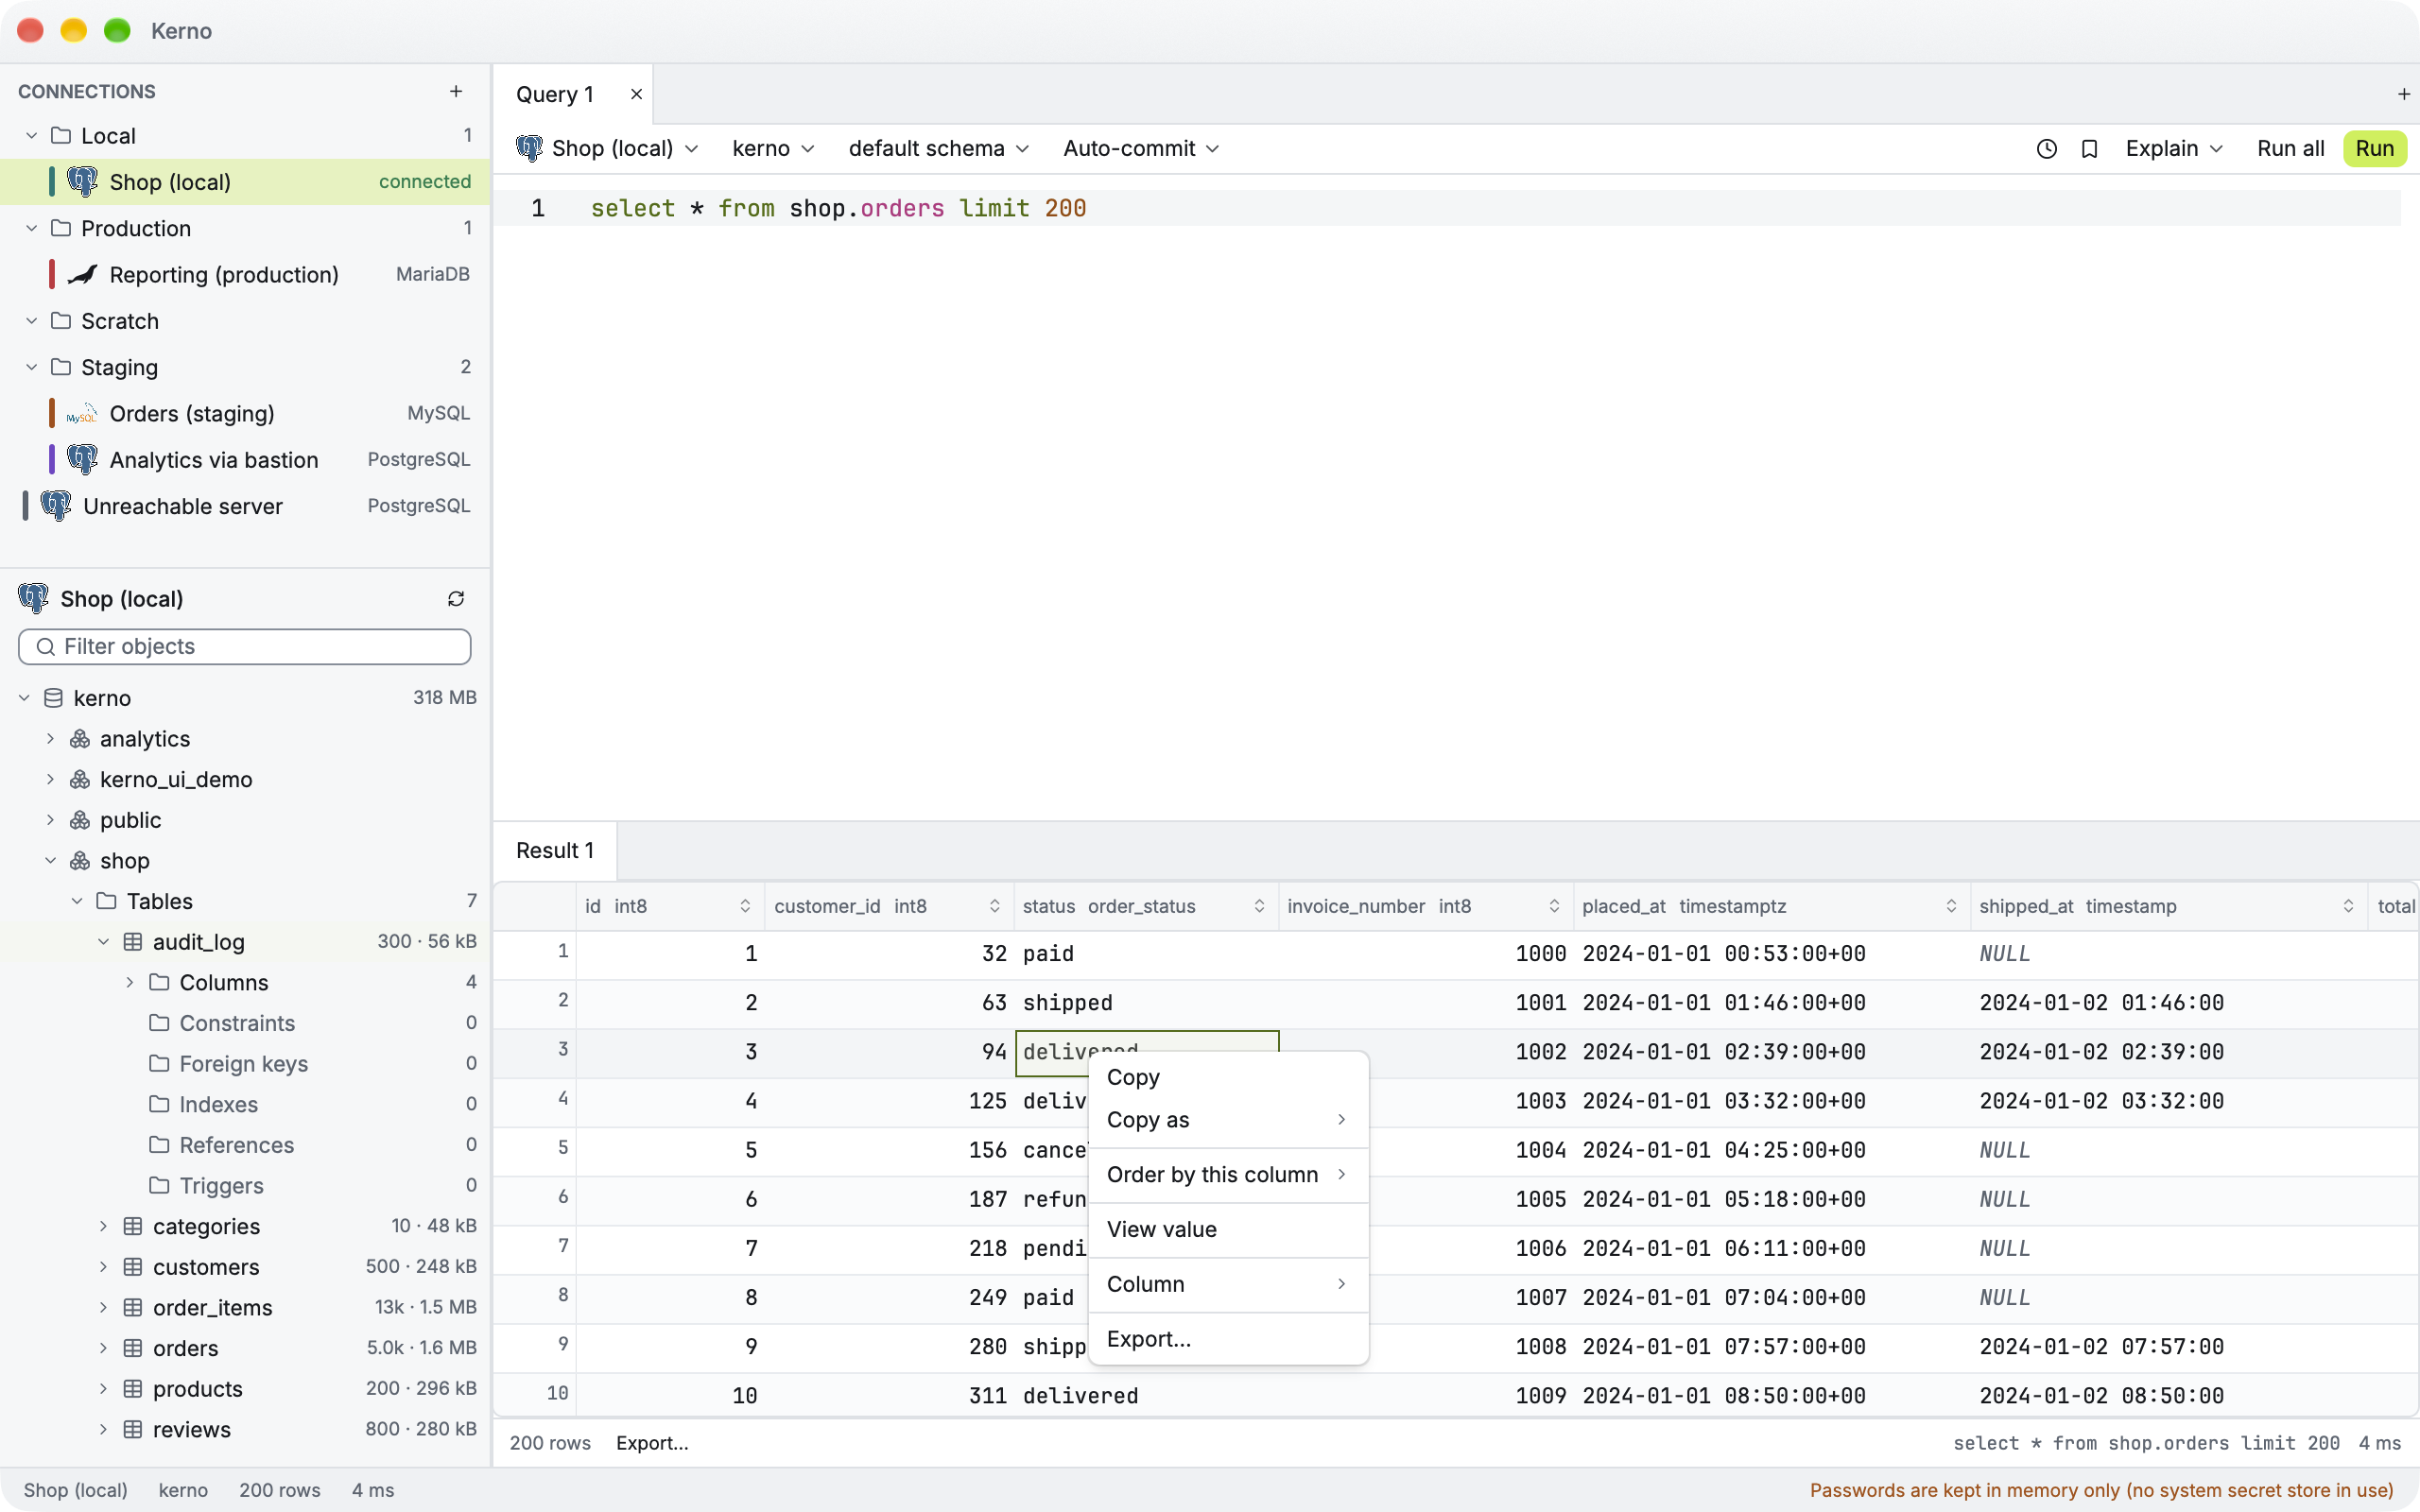 Kerno
CONNECTIONS
Local 1
Shop (local) connected
Production 1
Reporting (production) MariaDB
Scratch
Staging 2
MySQL Orders (staging) MySQL
Analytics via bastion PostgreSQL
Unreachable server PostgreSQL
Shop (local)
Filter objects
kerno 318 MB
analytics
kerno_ui_demo
public
shop
Tables 7
audit_log 300 · 56 kB
Columns 4
Constraints 0
Foreign keys 0
Indexes 0
References 0
Triggers 0
categories 10 · 48 kB
customers 500 · 248 kB
order_items 13k · 1.5 MB
orders 5.0k · 1.6 MB
products 200 · 296 kB
reviews 800 · 280 kB
Query 1
Shop (local) kerno default schema Auto-commit Explain Run all Run
1 select * from shop.orders limit 200
Result 1
id int8 customer_id int8 status order_status invoice_number int8 placed_at timestamptz shipped_at timestamp total
1 1 32 paid 1000 2024-01-01 00:53:00+00 NULL
2 2 63 shipped 1001 2024-01-01 01:46:00+00 2024-01-02 01:46:00
3 3 94 delivered 1002 2024-01-01 02:39:00+00 2024-01-02 02:39:00
4 4 125 deliv 1003 2024-01-01 03:32:00+00 2024-01-02 03:32:00
5 5 156 cance 1004 2024-01-01 04:25:00+00 NULL
6 6 187 refun 1005 2024-01-01 05:18:00+00 NULL
7 7 218 pendi 1006 2024-01-01 06:11:00+00 NULL
8 8 249 paid 1007 2024-01-01 07:04:00+00 NULL
9 9 280 shipp 1008 2024-01-01 07:57:00+00 2024-01-02 07:57:00
10 10 311 delivered 1009 2024-01-01 08:50:00+00 2024-01-02 08:50:00
Copy
Copy as
Order by this column
View value
Column
Export...
200 rows Export... select * from shop.orders limit 200 4 ms
Shop (local) kerno 200 rows 4 ms Passwords are kept in memory only (no system secret store in use)